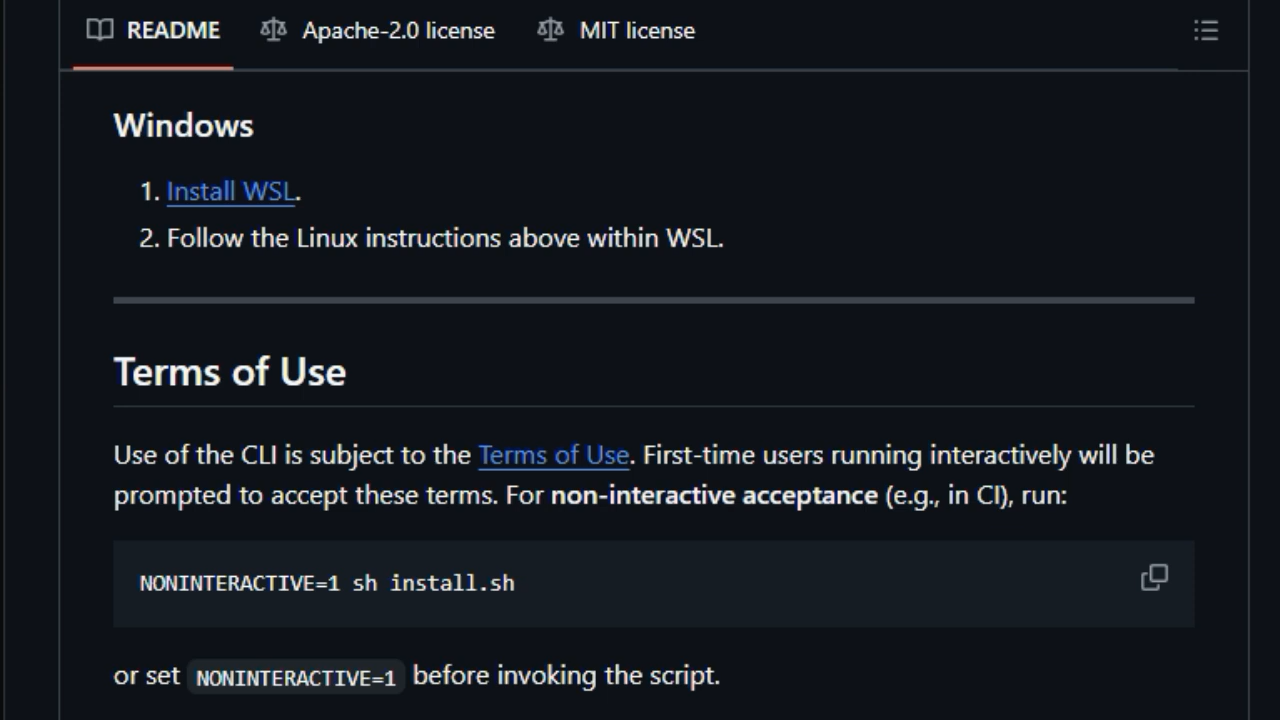 README Apache-2.0 license MIT license
Windows
1. Install WSL.
2. Follow the Linux instructions above within WSL.
Terms of Use
Use of the CLI is subject to the Terms of Use. First-time users running interactively will be
prompted to accept these terms. For non-interactive acceptance (e.g., in CI), run:
NONINTERACTIVE=1 sh install.sh
or set NONINTERACTIVE=1 before invoking the script.